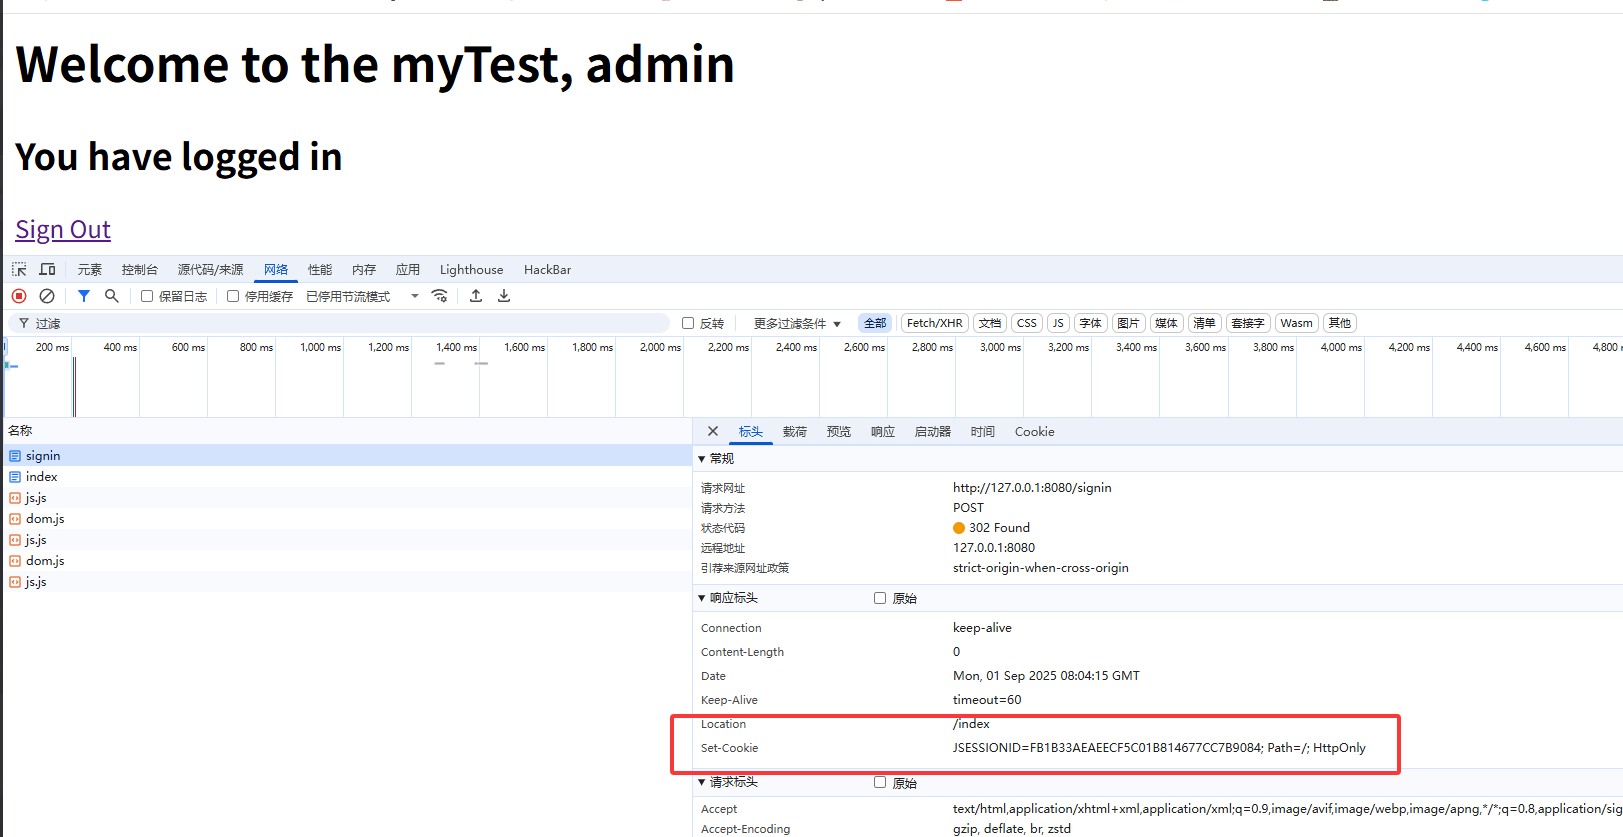 Welcome to the myTest, admin
You have logged in
Sign Out
元素 控制台 源代码/来源 网络 性能 内存 应用 Lighthouse HackBar
保留日志 停用缓存 已停用节流模式
过滤 反转 更多过滤条件 全部 Fetch/XHR 文档 CSS JS 字体 图片 媒体 清单 套接字 Wasm 其他
200 ms 400 ms 600 ms 800 ms 1,000 ms 1,200 ms 1,400 ms 1,600 ms 1,800 ms 2,000 ms 2,200 ms 2,400 ms 2,600 ms 2,800 ms 3,000 ms 3,200 ms 3,400 ms 3,600 ms 3,800 ms 4,000 ms 4,200 ms 4,400 ms 4,600 ms 4,800
名称
signin
index
js.js
dom.js
js.js
dom.js
js.js
标头 载荷 预览 响应 启动器 时间 Cookie
常规
请求网址 http://127.0.0.1:8080/signin
请求方法 POST
状态代码 302 Found
远程地址 127.0.0.1:8080
引荐来源网址政策 strict-origin-when-cross-origin
响应标头 原始
Connection keep-alive
Content-Length 0
Date Mon, 01 Sep 2025 08:04:15 GMT
Keep-Alive timeout=60
Location /index
Set-Cookie JSESSIONID=FB1B33AEAEECF5C01B814677CC7B9084; Path=/; HttpOnly
请求标头 原始
Accept text/html,application/xhtml+xml,application/xml;q=0.9,image/avif,image/webp,image/apng,*/*;q=0.8,application/sig
Accept-Encoding gzip, deflate, br, zstd